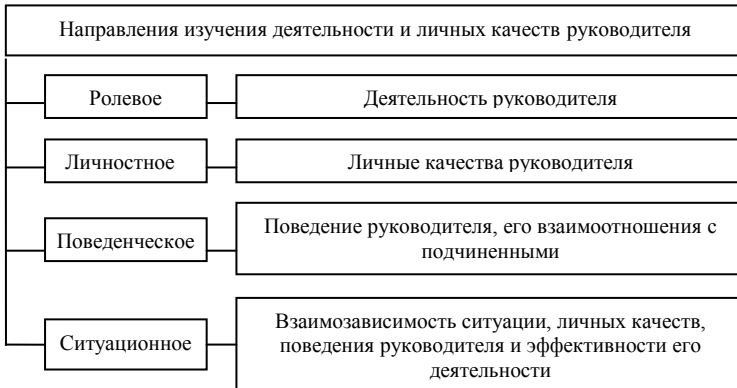 Направления изучения деятельности и личных качеств руководителя
Ролевое
Деятельность руководителя
Личностное
Личные качества руководителя
Поведенческое
Поведение руководителя, его взаимоотношения с
подчиненными
Ситуационное
Взаимозависимость ситуации, личных качеств,
поведения руководителя и эффективности его
деятельности